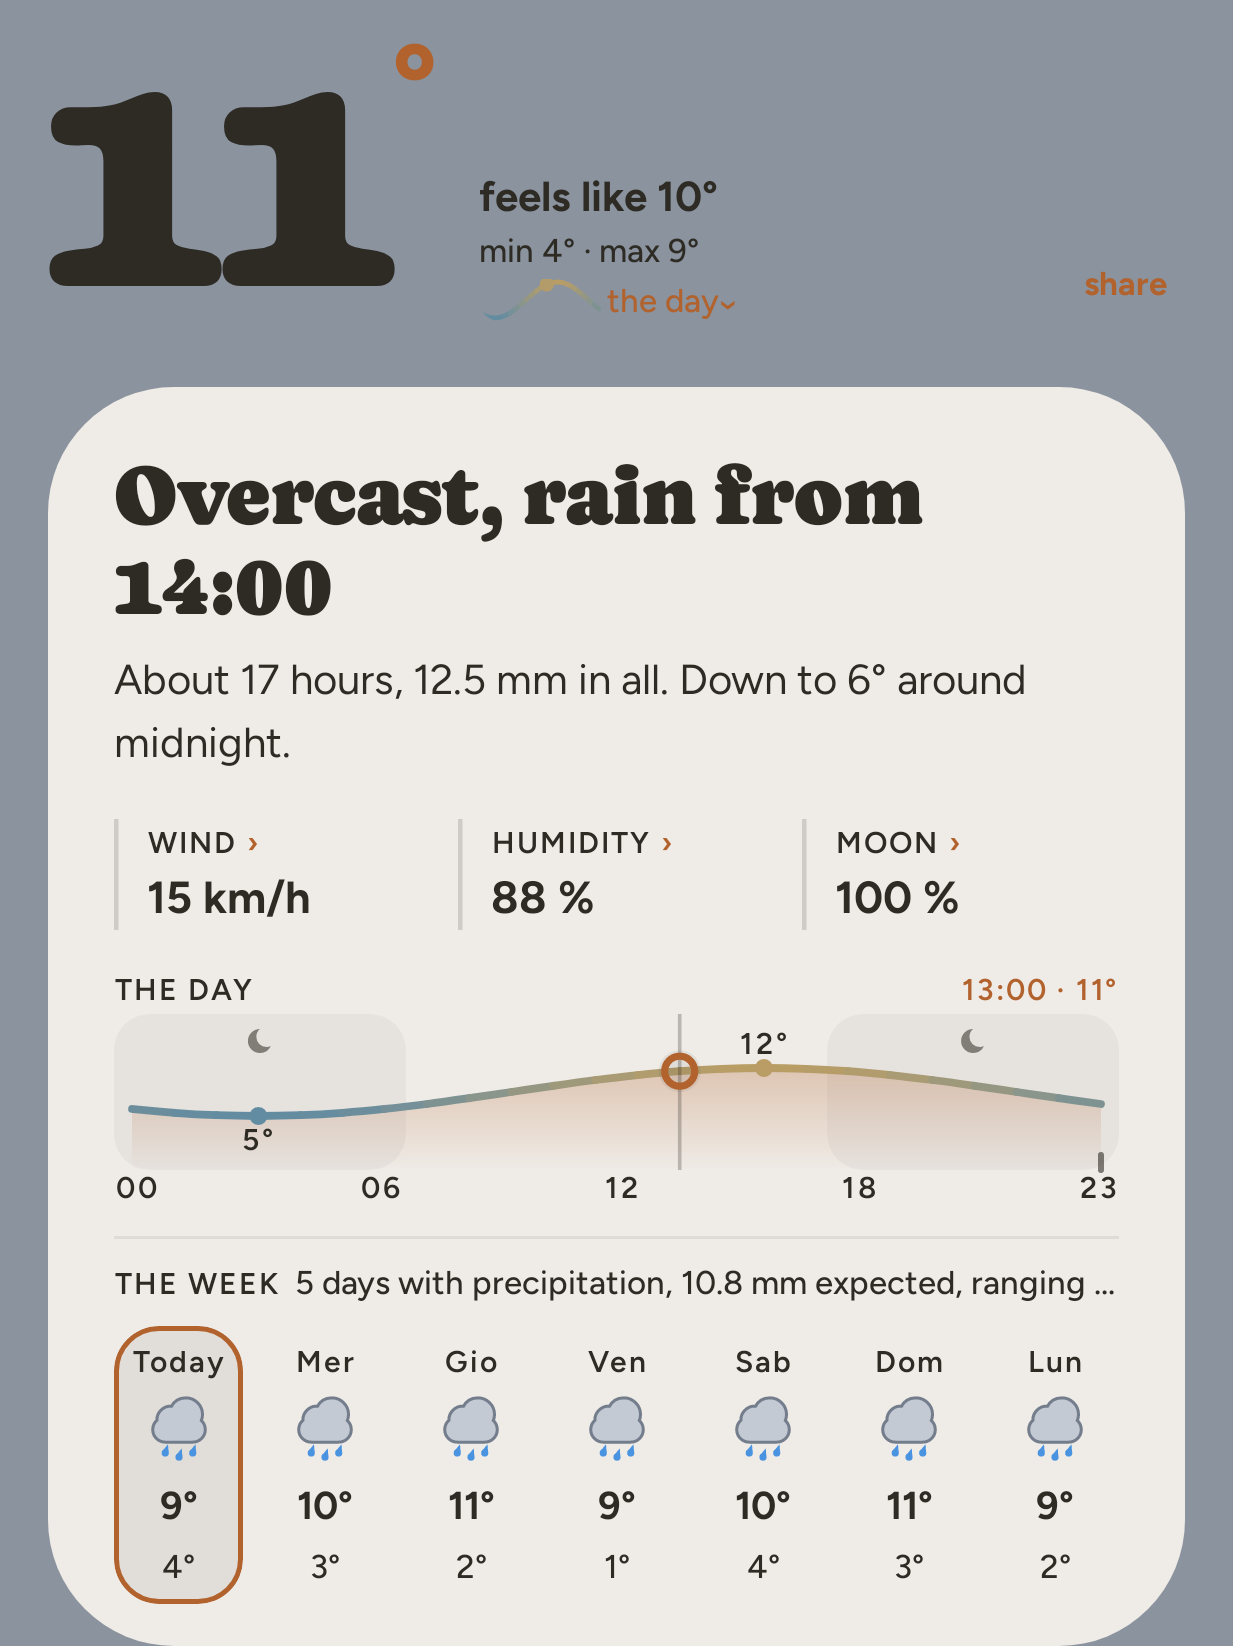 11°
feels like 10°
min 4° · max 9°
the day
share
Overcast, rain from
14:00
About 17 hours, 12.5 mm in all. Down to 6° around
midnight.
WIND › HUMIDITY › MOON ›
15 km/h 88 % 100 %
THE DAY 13:00 · 11°
12°
5°
00 06 12 18 23
THE WEEK 5 days with precipitation, 10.8 mm expected, ranging ...
Today Mer Gio Ven Sab Dom Lun
9° 10° 11° 9° 10° 11° 9°
4° 3° 2° 1° 4° 3° 2°